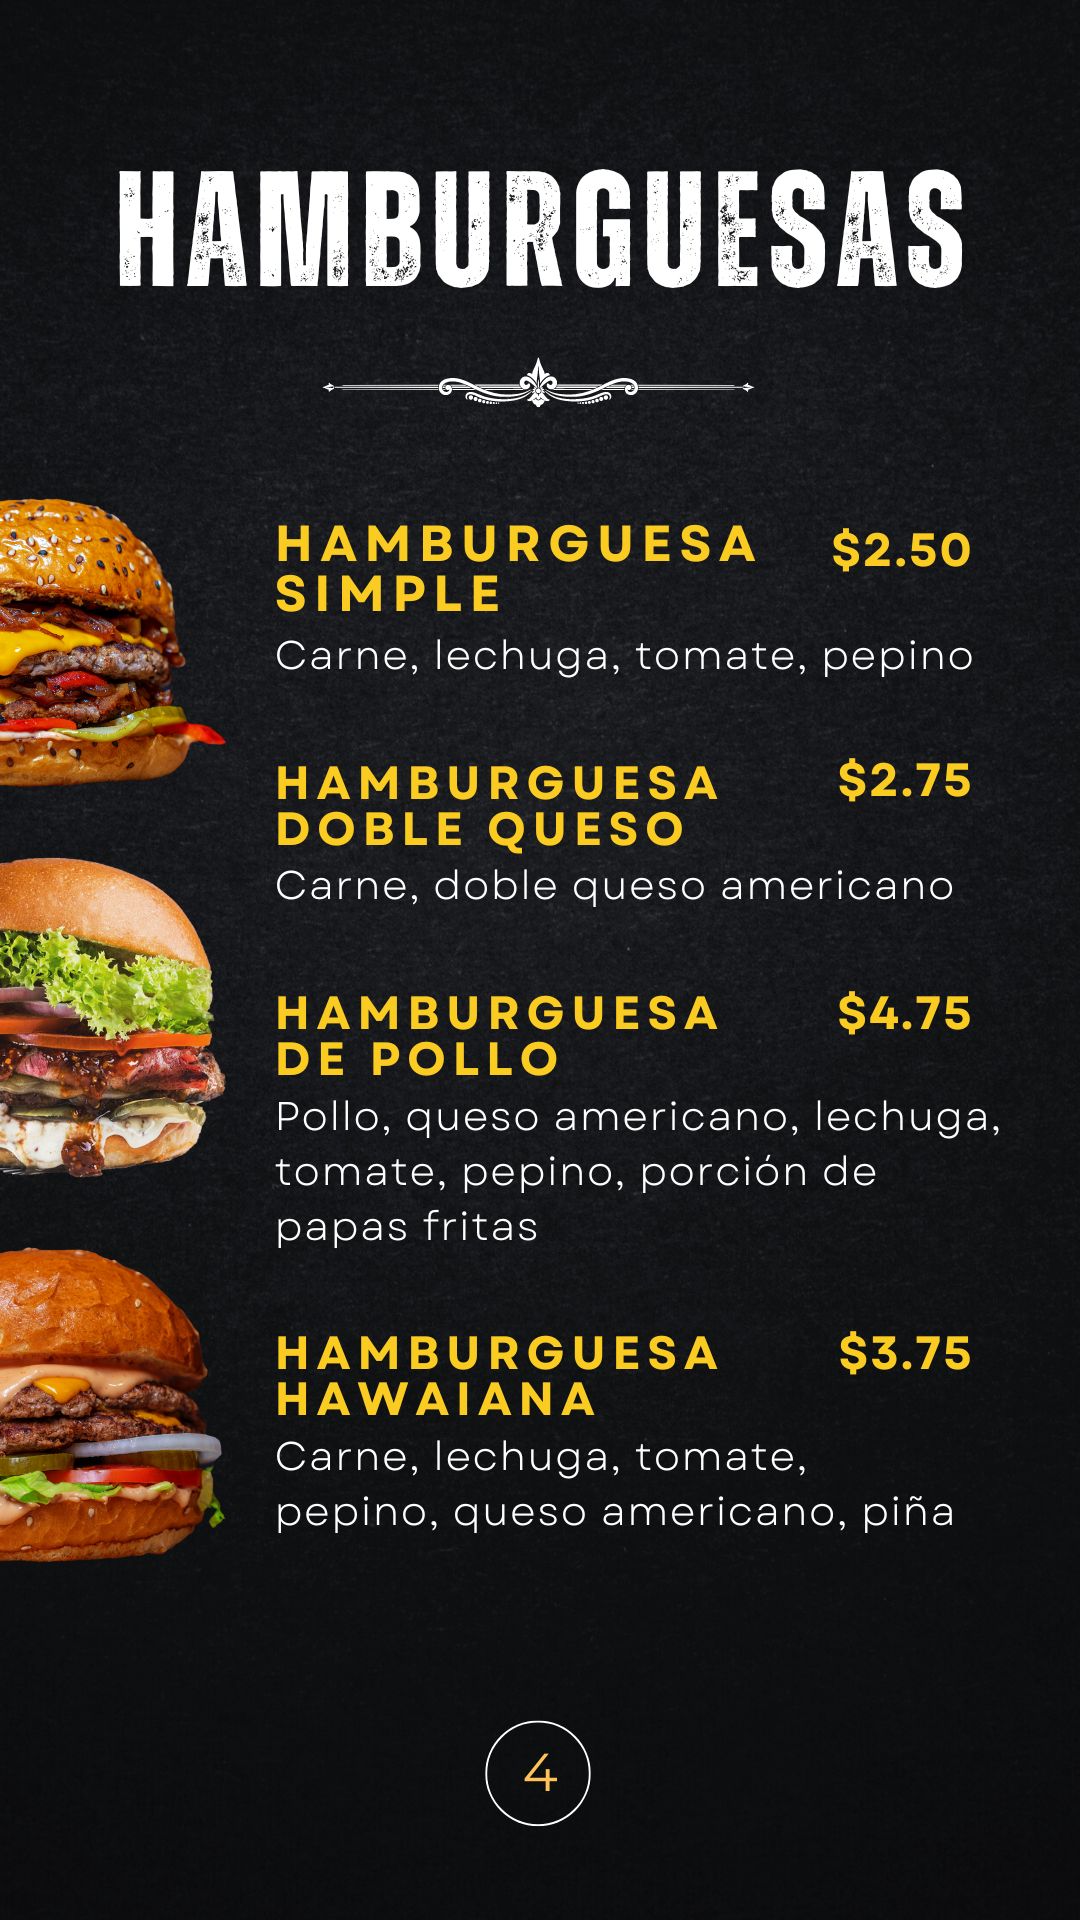 HAMBURGUESAS
HAMBURGUESA $2.50
SIMPLE
Carne, lechuga, tomate, pepino
HAMBURGUESA $2.75
DOBLE QUESO
Carne, doble queso americano
HAMBURGUESA $4.75
DE POLLO
Pollo, queso americano, lechuga,
tomate, pepino, porción de
papas fritas
HAMBURGUESA $3.75
HAWAIANA
Carne, lechuga, tomate,
pepino, queso americano, piña
4